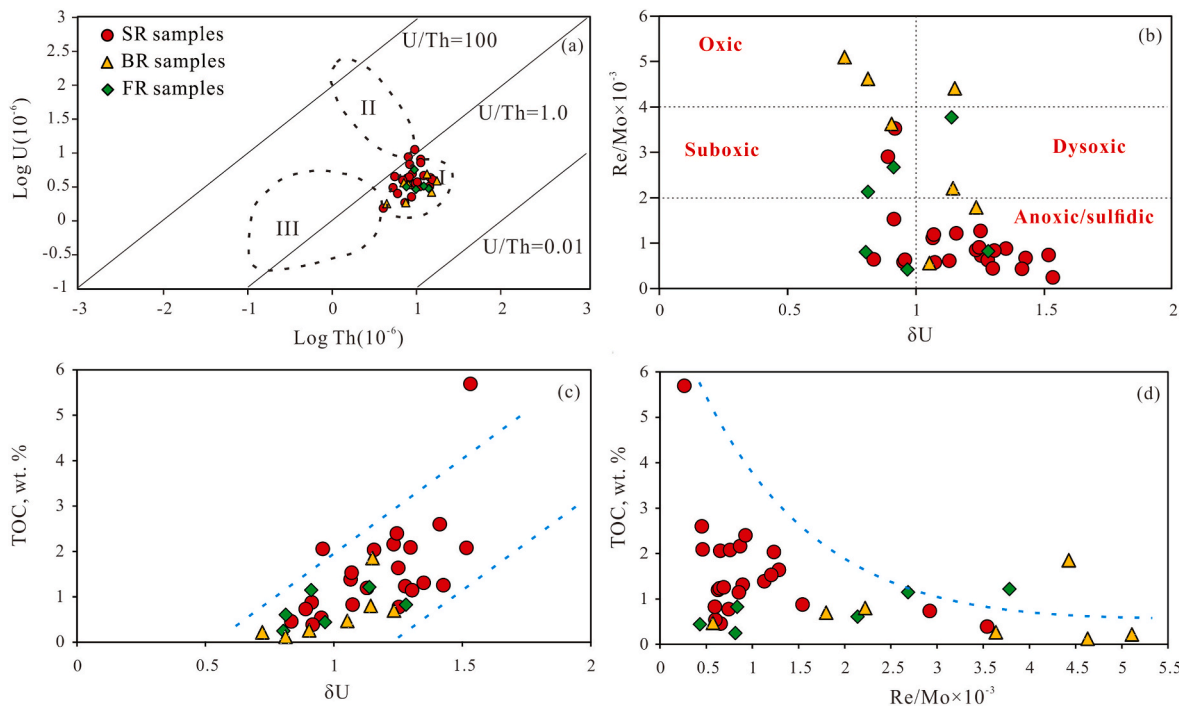 3
2.5
2
1.5
1
0.5
0
-0.5
-1
-3
-2
-1
0
1
2
3
Log U(10⁻⁶)
Log Th(10⁻⁶)
SR samples
BR samples
FR samples
U/Th=100
(a)
II
U/Th=1.0
I
III
U/Th=0.01
6
5
4
3
2
1
0
0
0.5
1
1.5
2
Re/Mo×10⁻³
δU
(b)
Oxic
Suboxic
Dysoxic
Anoxic/sulfidic
6
5
4
3
2
1
0
0
0.5
1
1.5
2
TOC, wt. %
δU
(c)
6
5
4
3
2
1
0
0
0.5
1
1.5
2
2.5
3
3.5
4
4.5
5
5.5
TOC, wt. %
Re/Mo×10⁻³
(d)